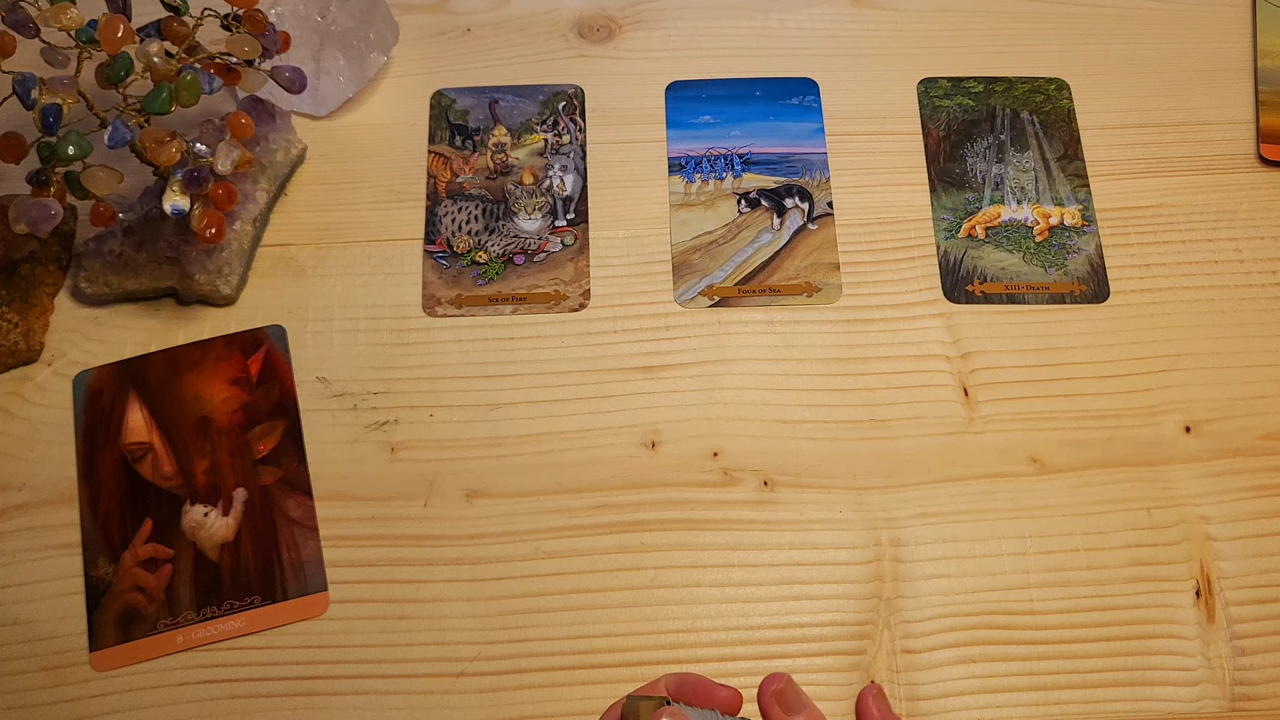 SIX OF FIRE
FOUR OF SEA
XIII • DEATH
8 - GROOMING